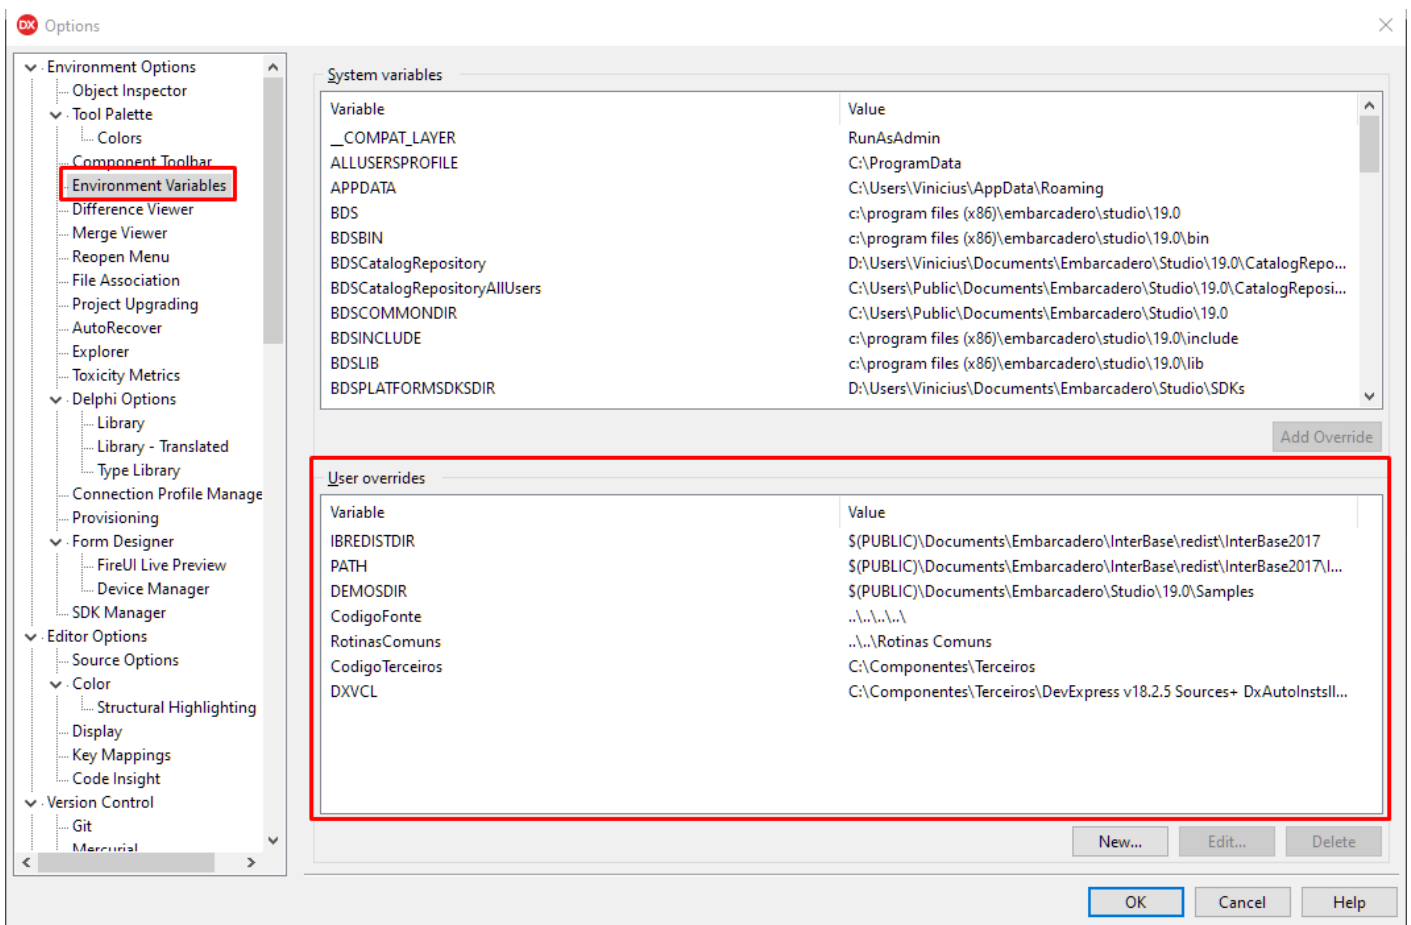 DX Options
Environment Options
Object Inspector
Tool Palette
Colors
Component Toolbar
Environment Variables
Difference Viewer
Merge Viewer
Reopen Menu
File Association
Project Upgrading
AutoRecover
Explorer
Toxicity Metrics
Delphi Options
Library
Library - Translated
Type Library
Connection Profile Manage
Provisioning
Form Designer
FireUI Live Preview
Device Manager
SDK Manager
Editor Options
Source Options
Color
Structural Highlighting
Display
Key Mappings
Code Insight
Version Control
Git
Mercurial
System variables
Variable Value
__COMPAT_LAYER RunAsAdmin
ALLUSERSPROFILE C:\ProgramData
APPDATA C:\Users\Vinicius\AppData\Roaming
BDS c:\program files (x86)\embarcadero\studio\19.0
BDSBIN c:\program files (x86)\embarcadero\studio\19.0\bin
BDSCatalogRepository D:\Users\Vinicius\Documents\Embarcadero\Studio\19.0\CatalogRepo...
BDSCatalogRepositoryAllUsers C:\Users\Public\Documents\Embarcadero\Studio\19.0\CatalogReposi...
BDSCOMMONDIR C:\Users\Public\Documents\Embarcadero\Studio\19.0
BDSINCLUDE c:\program files (x86)\embarcadero\studio\19.0\include
BDSLIB c:\program files (x86)\embarcadero\studio\19.0\lib
BDSPLATFORMSDKSDIR D:\Users\Vinicius\Documents\Embarcadero\Studio\SDKs
Add Override
User overrides
Variable Value
IBREDISTDIR $(PUBLIC)\Documents\Embarcadero\InterBase\redist\InterBase2017
PATH $(PUBLIC)\Documents\Embarcadero\InterBase\redist\InterBase2017\I...
DEMOSDIR $(PUBLIC)\Documents\Embarcadero\Studio\19.0\Samples
CodigoFonte ..\..\..\..\
RotinasComuns ..\..\Rotinas Comuns
CodigoTerceiros C:\Componentes\Terceiros
DXVCL C:\Componentes\Terceiros\DevExpress v18.2.5 Sources+ DxAutoInstsll...
New... Edit... Delete
OK Cancel Help